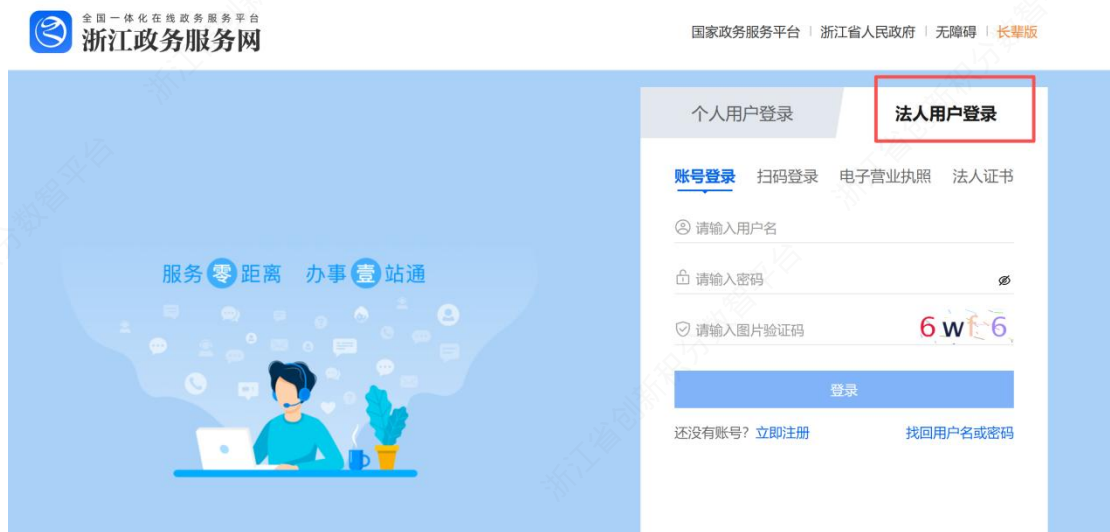 全国一体化在线政务服务平台
浙江政务服务网
国家政务服务平台 | 浙江省人民政府 | 无障碍 | 长辈版
个人用户登录 法人用户登录
账号登录 扫码登录 电子营业执照 法人证书
请输入用户名
请输入密码
请输入图片验证码 6wf6
登录
还没有账号? 立即注册 找回用户名或密码
服务零距离 办事壹站通